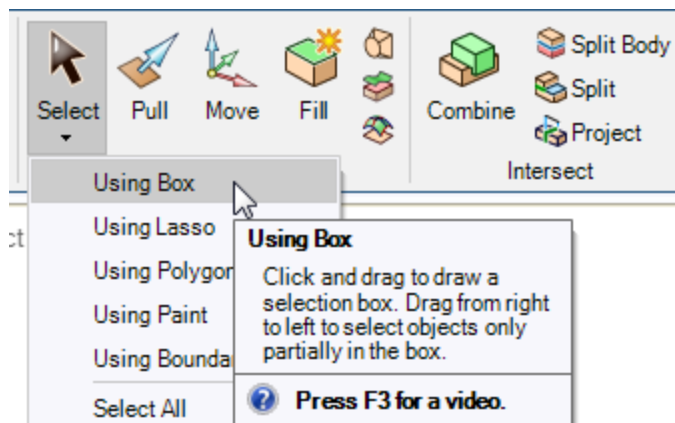 Select
Pull
Move
Fill
Combine
Split Body
Split
Project
Intersect
Using Box
Using Lasso
Using Polygon
Using Paint
Using Bounda
Select All
ct
Using Box
Click and drag to draw a
selection box. Drag from right
to left to select objects only
partially in the box.
Press F3 for a video.